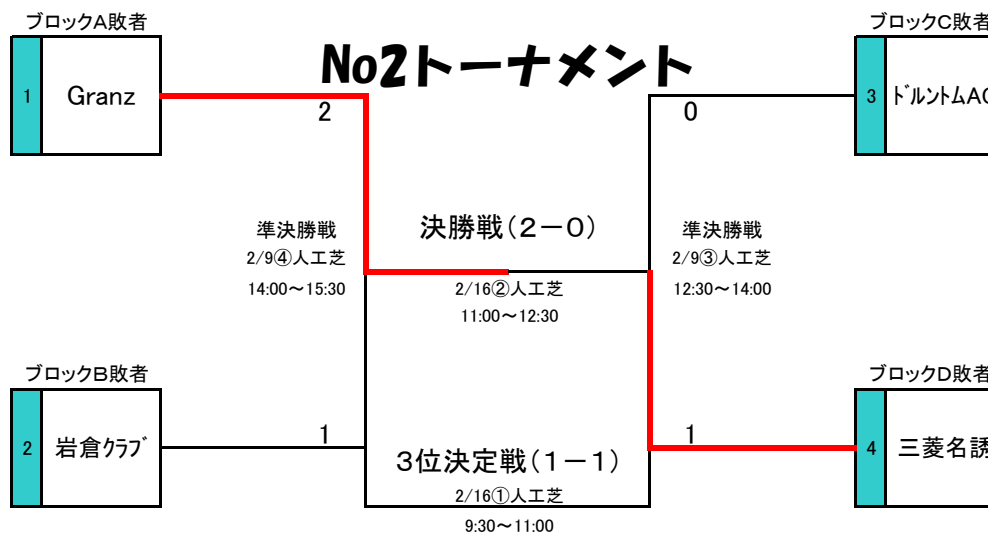 ブロックA敗者
1 Granz
No2トーナメント
ブロックC敗者
3 ﾄﾞﾙﾝﾄﾑAC
2
0
準決勝戦
2/9④人工芝
14:00～15:30
決勝戦(2－0)
2/16②人工芝
11:00～12:30
準決勝戦
2/9③人工芝
12:30～14:00
ブロックB敗者
2 岩倉ｸﾗﾌﾞ
1
3位決定戦(1－1)
2/16①人工芝
9:30～11:00
1
ブロックD敗者
4 三菱名誘